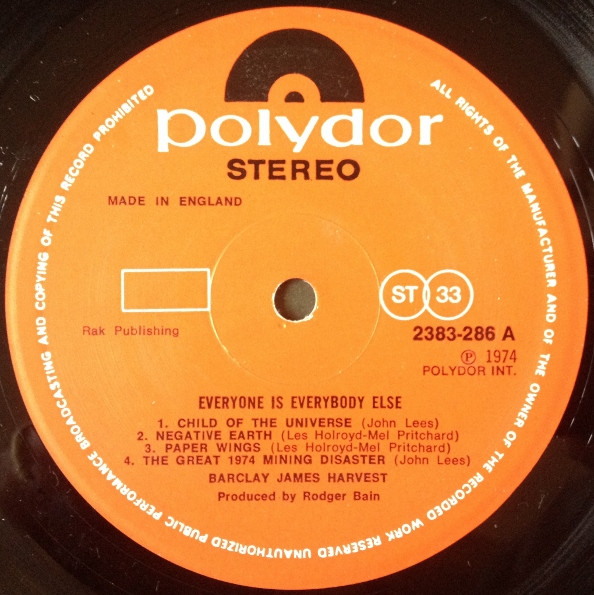 polydor
STEREO
MADE IN ENGLAND
Rak Publishing
ST 33
2383-286 A
℗ 1974
POLYDOR INT.
EVERYONE IS EVERYBODY ELSE
1. CHILD OF THE UNIVERSE (John Lees)
2. NEGATIVE EARTH (Les Holroyd-Mel Pritchard)
3. PAPER WINGS (Les Holroyd-Mel Pritchard)
4. THE GREAT 1974 MINING DISASTER (John Lees)
BARCLAY JAMES HARVEST
Produced by Rodger Bain
ALL RIGHTS OF THE MANUFACTURER AND OF THE OWNER OF THE RECORDED WORK RESERVED UNAUTHORIZED PUBLIC PERFORMANCE BROADCASTING AND COPYING OF THIS RECORD PROHIBITED